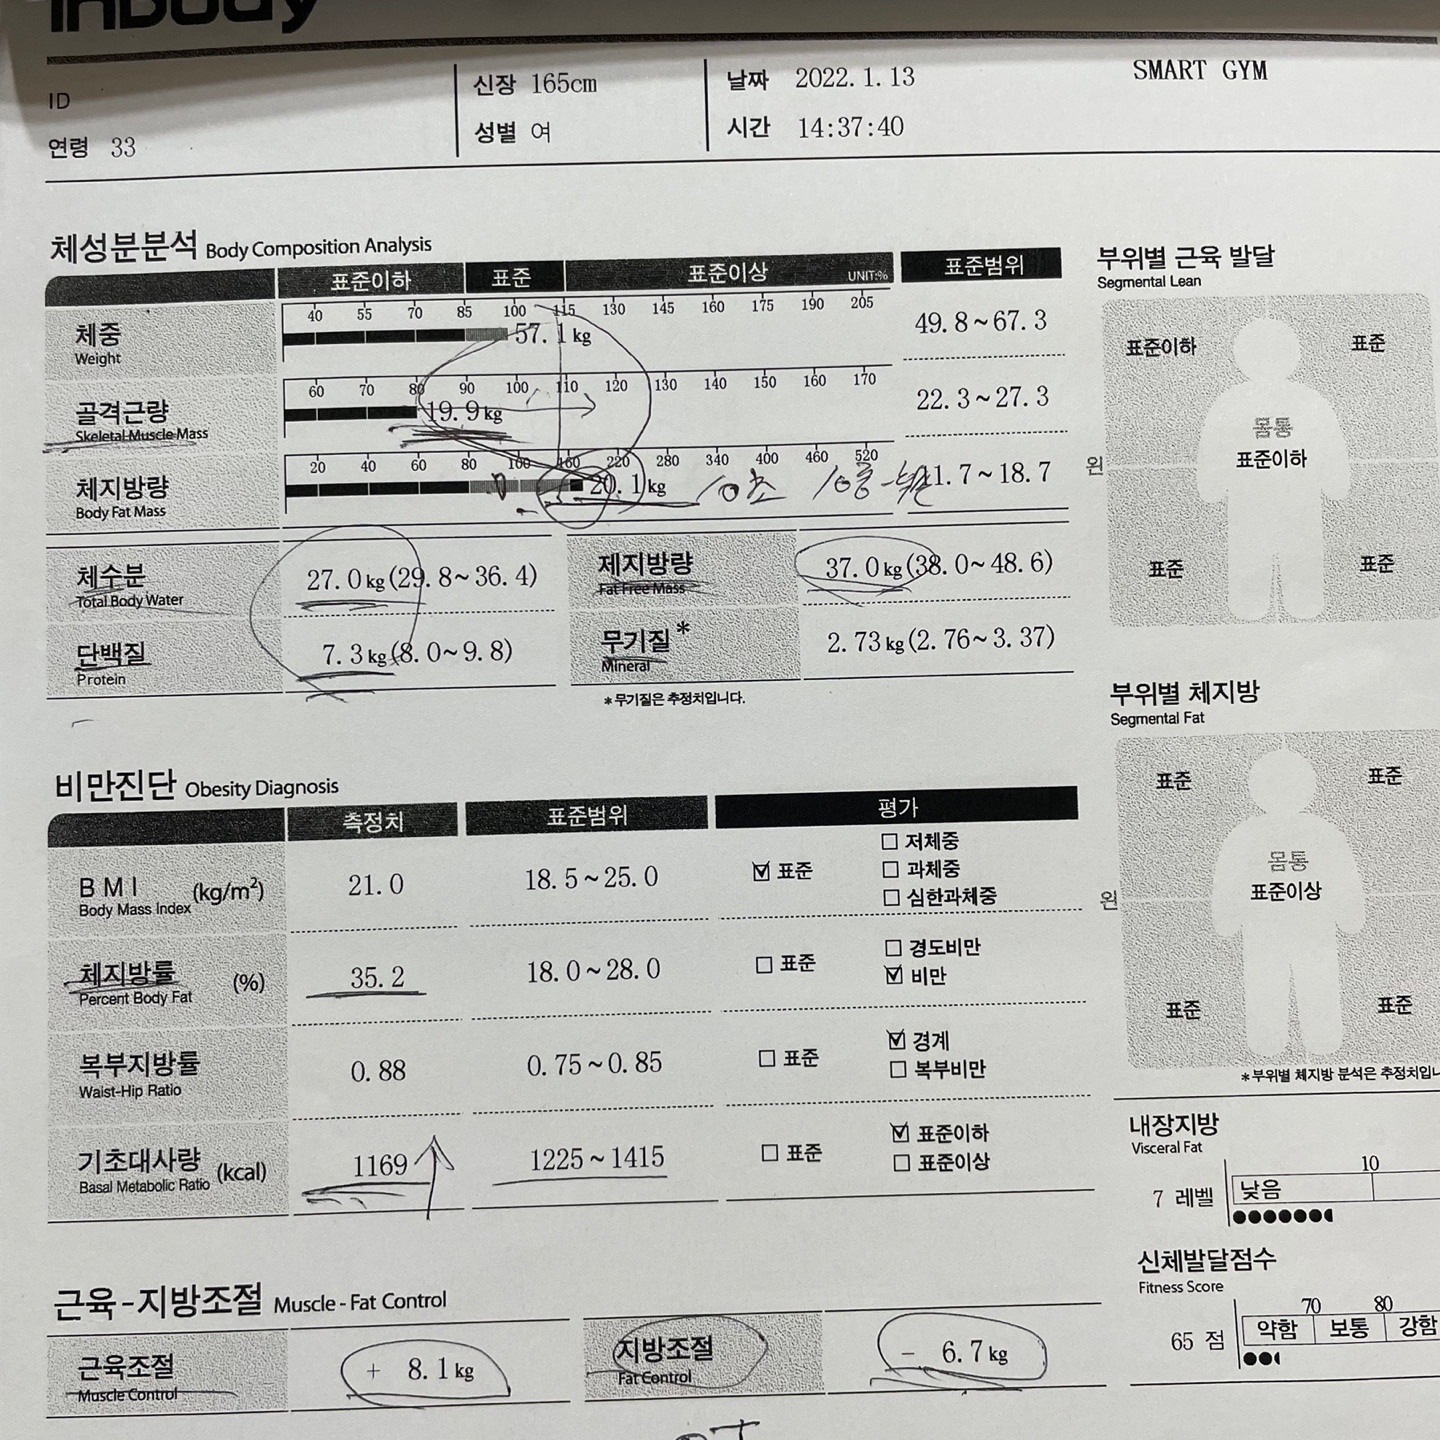 InBody
ID
연령 33
신장 165cm
성별 여
날짜 2022. 1. 13
시간 14:37:40
SMART GYM
체성분분석 Body Composition Analysis
표준이하 표준 표준이상 UNIT:% 표준범위
체중 Weight
40 55 70 85 100 115 130 145 160 175 190 205
57. 1 kg
49. 8~67. 3
골격근량 Skeletal Muscle Mass
60 70 80 90 100 110 120 130 140 150 160 170
19. 9 kg
22. 3~27. 3
체지방량 Body Fat Mass
20 40 60 80 100 160 220 280 340 400 460 520
20. 1 kg
11. 7~18. 7
체수분 Total Body Water
27. 0 kg (29. 8~36. 4)
제지방량 Fat Free Mass
37. 0 kg (38. 0~48. 6)
단백질 Protein
7. 3 kg (8. 0~9. 8)
무기질* Mineral
2. 73 kg (2. 76~3. 37)
*무기질은 추정치입니다.
비만진단 Obesity Diagnosis
측정치 표준범위 평가
BMI (kg/m²)
Body Mass Index
21. 0
18. 5~25. 0
표준
저체중
과체중
심한과체중
체지방률 (%)
Percent Body Fat
35. 2
18. 0~28. 0
표준
경도비만
비만
복부지방률
Waist-Hip Ratio
0. 88
0. 75~0. 85
표준
경계
복부비만
기초대사량 (kcal)
Basal Metabolic Ratio
1169
1225~1415
표준
표준이하
표준이상
근육-지방조절 Muscle-Fat Control
근육조절
Muscle Control
+ 8. 1 kg
지방조절
Fat Control
- 6. 7 kg
부위별 근육 발달
Segmental Lean
표준이하 표준
몸통
표준이하
왼
표준 표준
부위별 체지방
Segmental Fat
표준 표준
몸통
표준이상
왼
표준 표준
*부위별 체지방 분석은 추정치입니
내장지방
Visceral Fat
10
7 레벨 낮음
신체발달점수
Fitness Score
70 80
65 점 약함 보통 강함